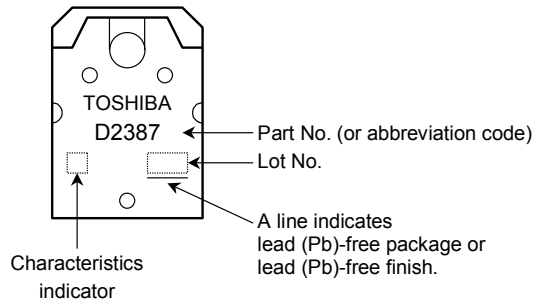 TOSHIBA
D2387
Part No. (or abbreviation code)
Lot No.
A line indicates
lead (Pb)-free package or
lead (Pb)-free finish.
Characteristics
indicator